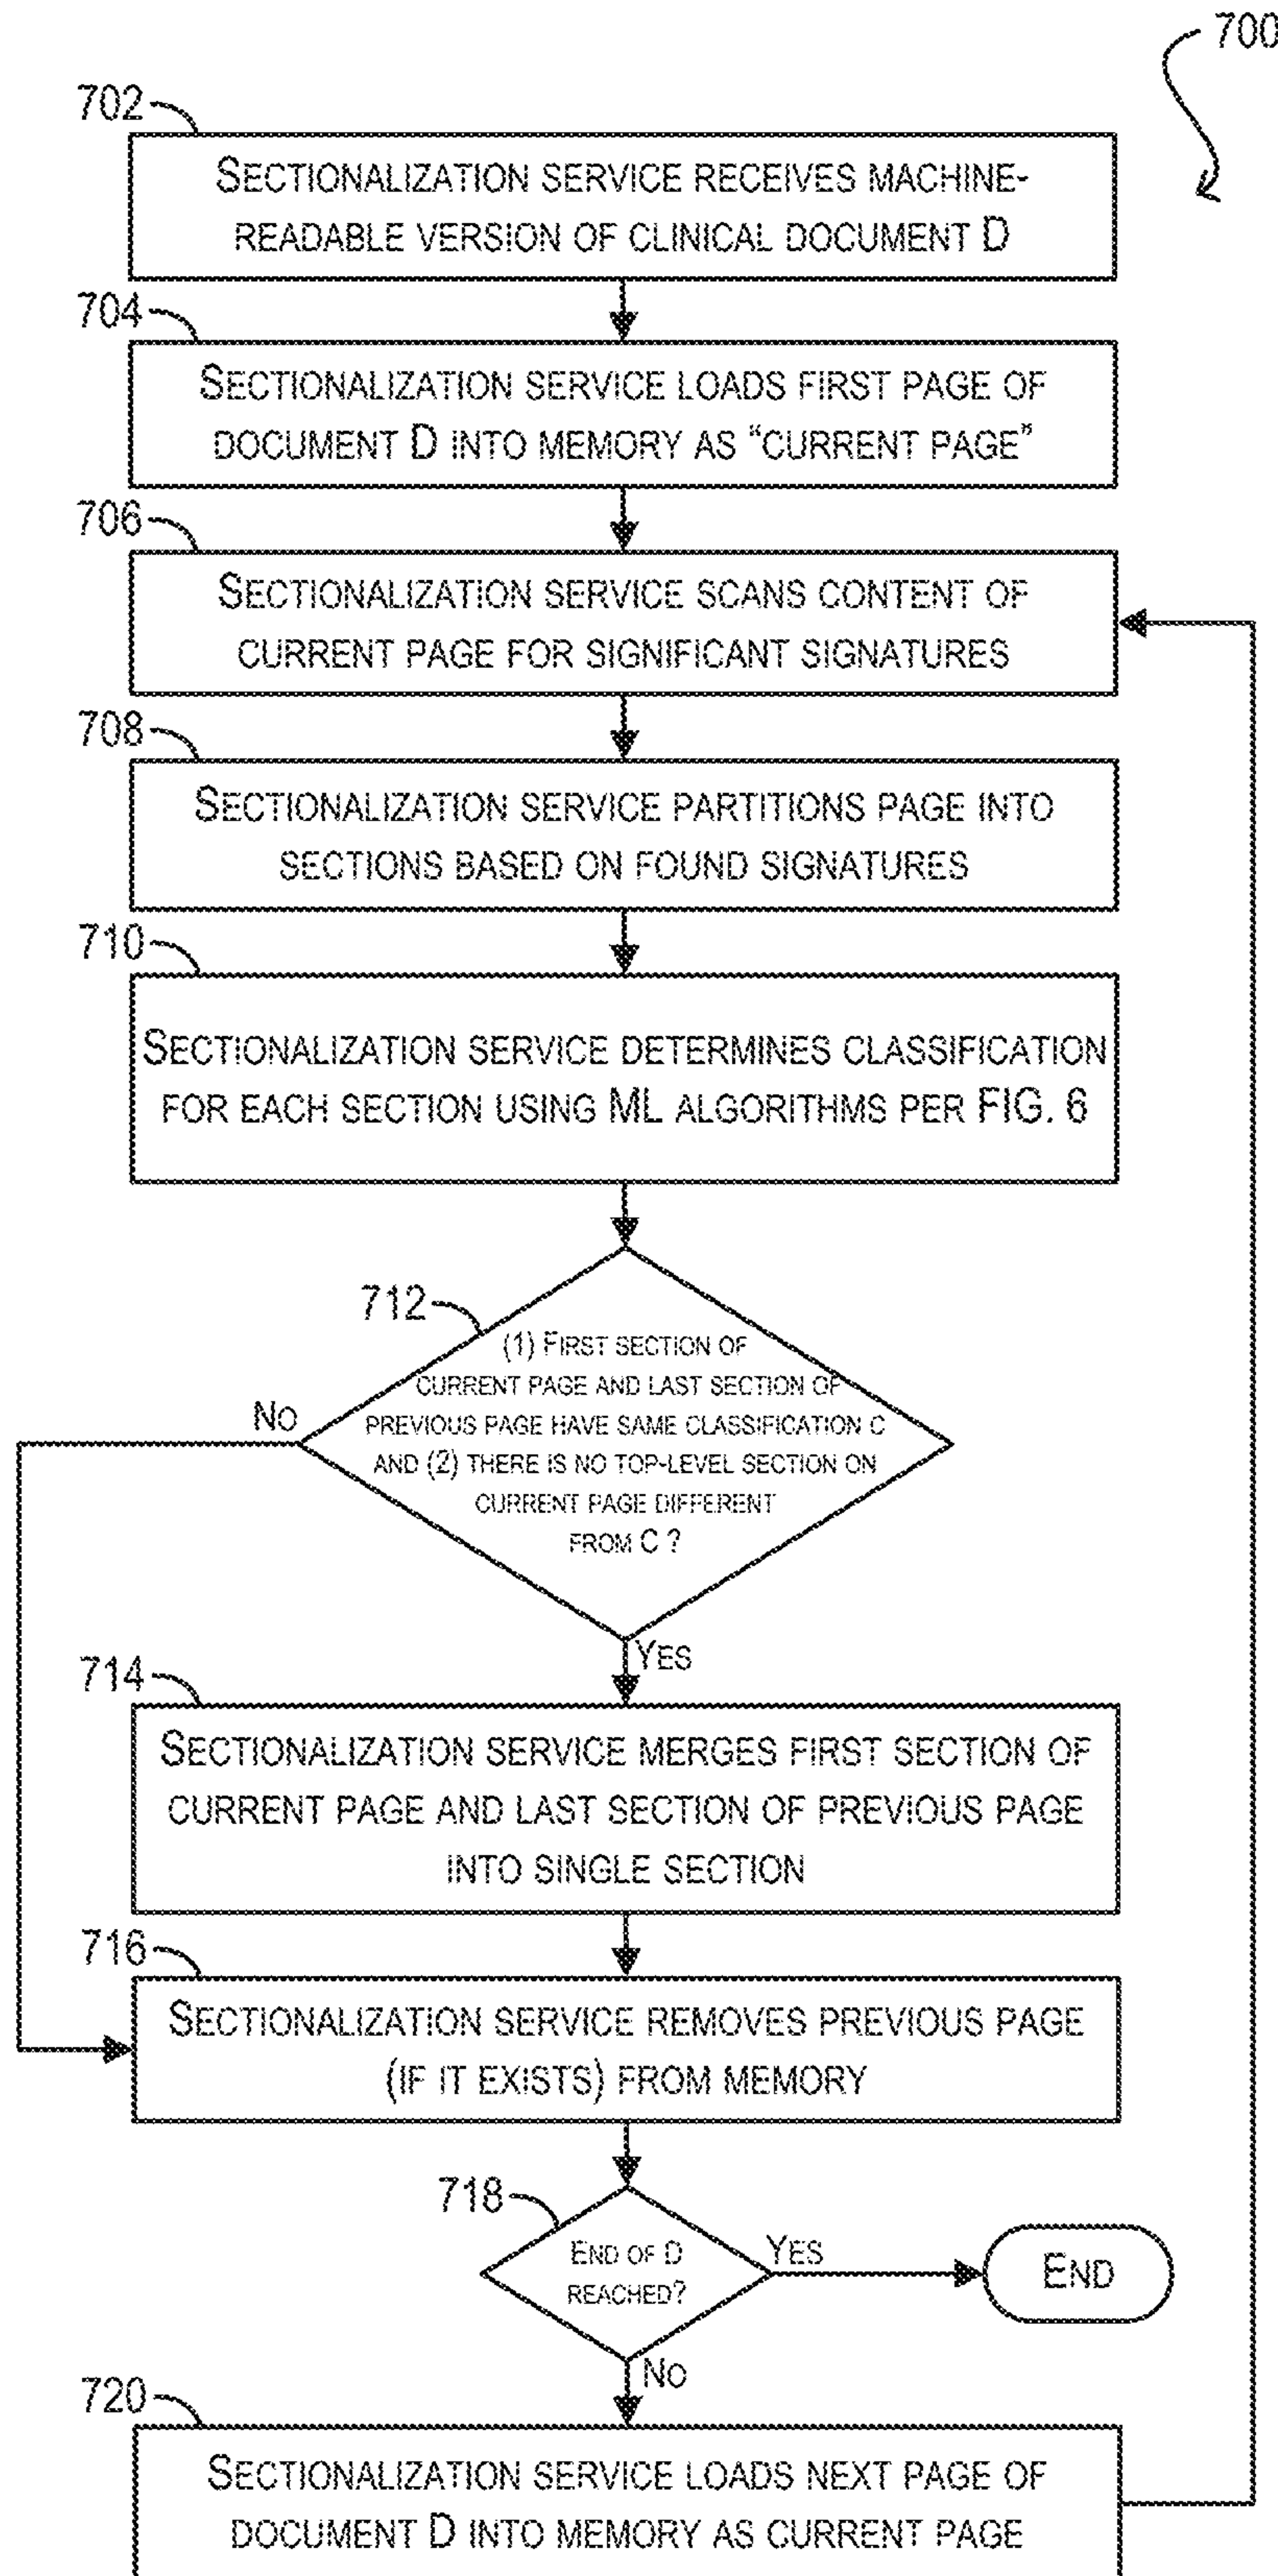 700
702
SECTIONALIZATION SERVICE RECEIVES MACHINE-
READABLE VERSION OF CLINICAL DOCUMENT D
704
SECTIONALIZATION SERVICE LOADS FIRST PAGE OF
DOCUMENT D INTO MEMORY AS “CURRENT PAGE”
706
SECTIONALIZATION SERVICE SCANS CONTENT OF
CURRENT PAGE FOR SIGNIFICANT SIGNATURES
708
SECTIONALIZATION SERVICE PARTITIONS PAGE INTO
SECTIONS BASED ON FOUND SIGNATURES
710
SECTIONALIZATION SERVICE DETERMINES CLASSIFICATION
FOR EACH SECTION USING ML ALGORITHMS PER FIG. 6
712
(1) FIRST SECTION OF
CURRENT PAGE AND LAST SECTION OF
PREVIOUS PAGE HAVE SAME CLASSIFICATION C
AND (2) THERE IS NO TOP-LEVEL SECTION ON
CURRENT PAGE DIFFERENT
FROM C ?
NO
YES
714
SECTIONALIZATION SERVICE MERGES FIRST SECTION OF
CURRENT PAGE AND LAST SECTION OF PREVIOUS PAGE
INTO SINGLE SECTION
716
SECTIONALIZATION SERVICE REMOVES PREVIOUS PAGE
(IF IT EXISTS) FROM MEMORY
718
END OF D
REACHED?
YES
END
NO
720
SECTIONALIZATION SERVICE LOADS NEXT PAGE OF
DOCUMENT D INTO MEMORY AS CURRENT PAGE